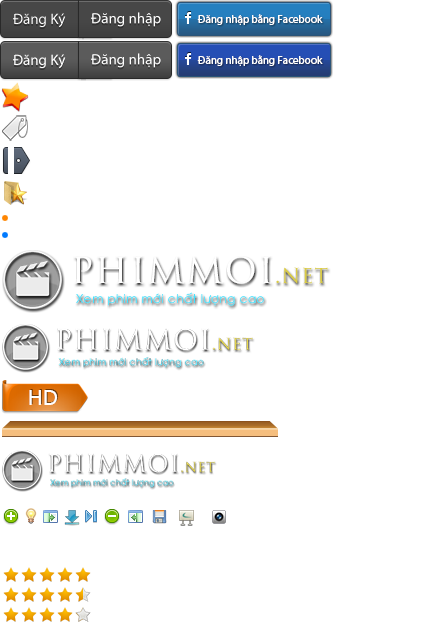 Đăng Ký Đăng nhập f Đăng nhập bằng Facebook
Đăng Ký Đăng nhập f Đăng nhập bằng Facebook
PHIMMOI.NET
Xem phim mới chất lượng cao
PHIMMOI.NET
Xem phim mới chất lượng cao
HD
PHIMMOI.NET
Xem phim mới chất lượng cao